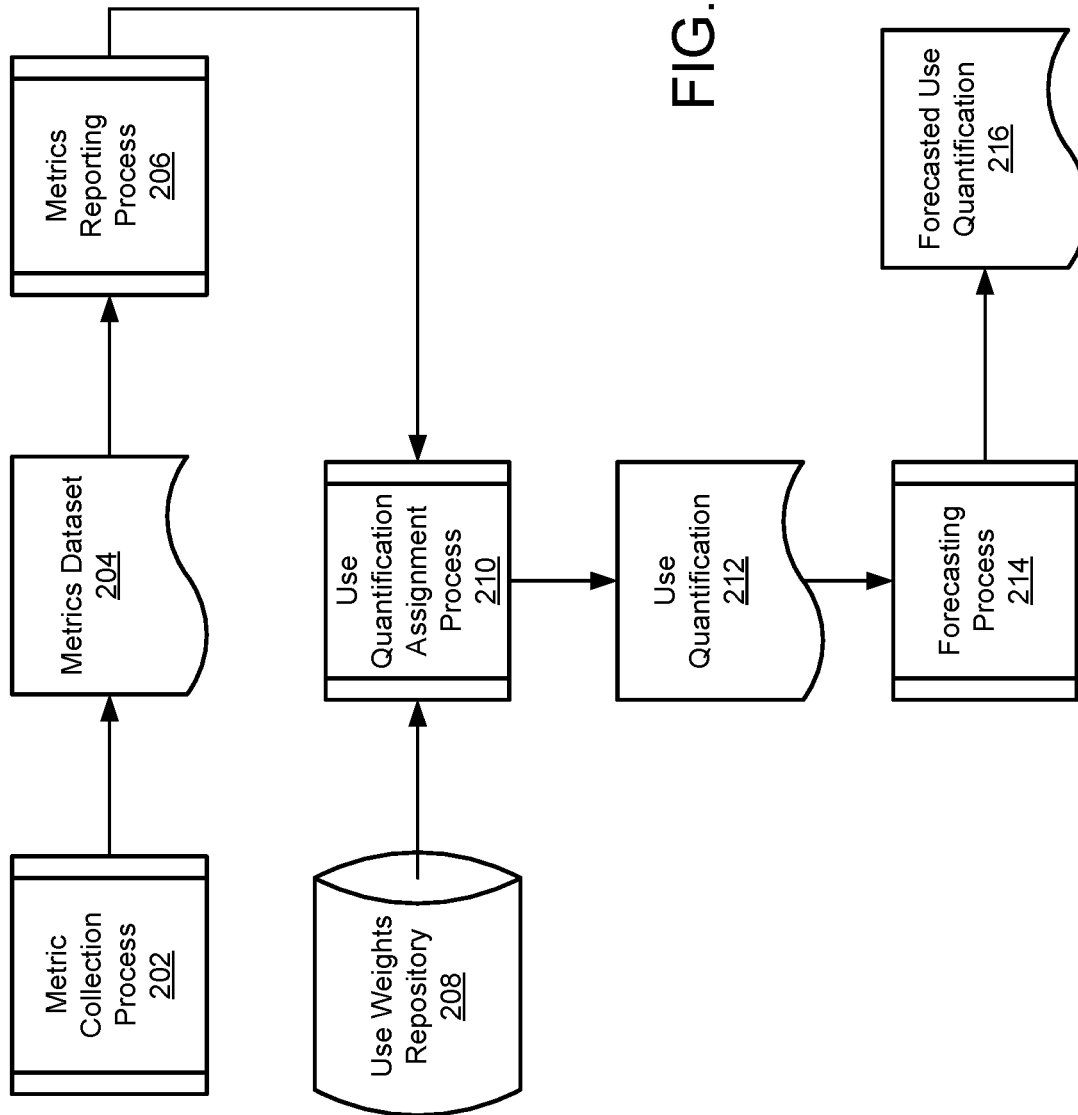 Metric
Collection
Process
202
Metrics Dataset
204
Metrics
Reporting
Process
206
Use Weights
Repository
208
Use
Quantification
Assignment
Process
210
Use
Quantification
212
Forecasting
Process
214
Forecasted Use
Quantification
216
FIG.